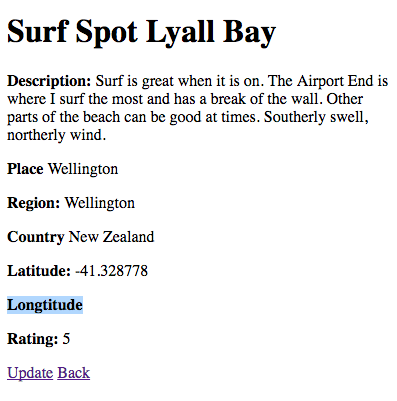 Surf Spot Lyall Bay
Description: Surf is great when it is on. The Airport End is
where I surf the most and has a break of the wall. Other
parts of the beach can be good at times. Southerly swell,
northerly wind.
Place Wellington
Region: Wellington
Country New Zealand
Latitude: -41.328778
Longtitude
Rating: 5
Update Back